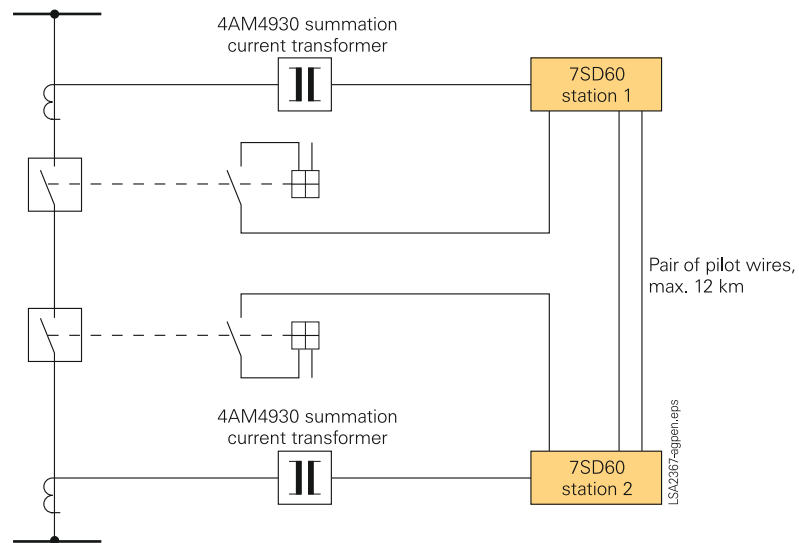 4AM4930 summation
current transformer
7SD60
station 1
Pair of pilot wires,
max. 12 km
4AM4930 summation
current transformer
7SD60
station 2
LSA2367-agpen.eps